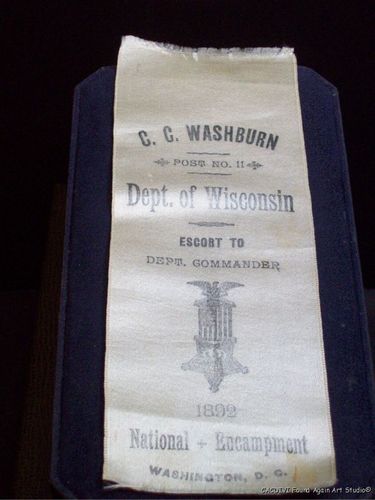 C. C. WASHBURN
POST NO. 11
Dept. of Wisconsin
ESCORT TO
DEPT. COMMANDER
1892
National - Encampment
WASHINGTON, D. C.
CACUTVI Found Again Art Studio®